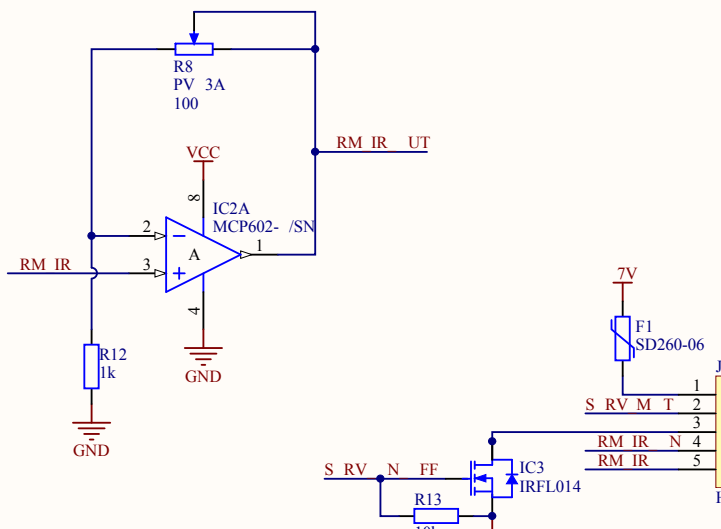 R8
PV 3A
100
RM IR UT
VCC
8
IC2A
MCP602- /SN
2
1
A
RM IR
3
4
7V
F1
SD260-06
R12
1k
GND
J
1
S RV M T
2
GND
3
RM IR N
4
S RV N FF
IC3
RM IR
5
IRFL014
R13